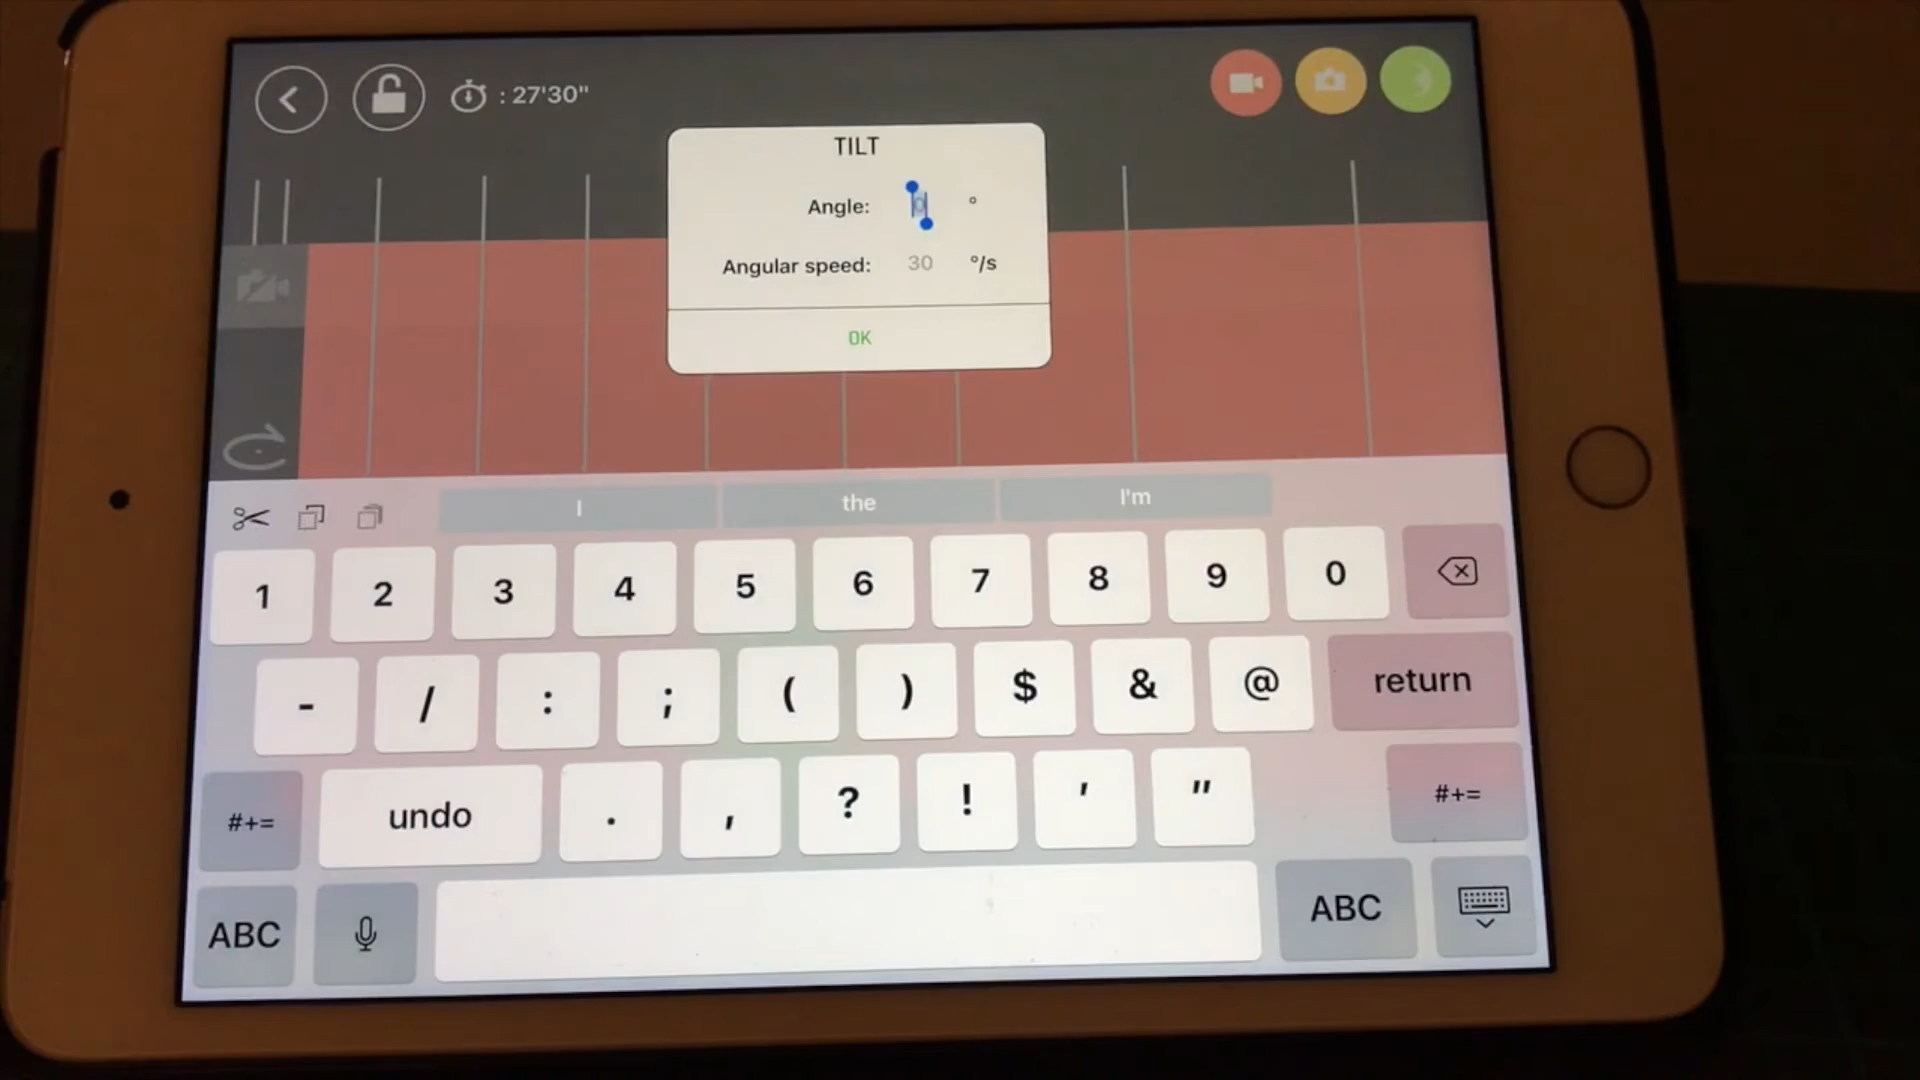 : 27'30"
TILT
Angle: 0 °
Angular speed: 30 °/s
OK
I the I'm
1 2 3 4 5 6 7 8 9 0
- / : ; ( ) $ & @ return
#+= undo . , ? ! ' " #+=
ABC ABC